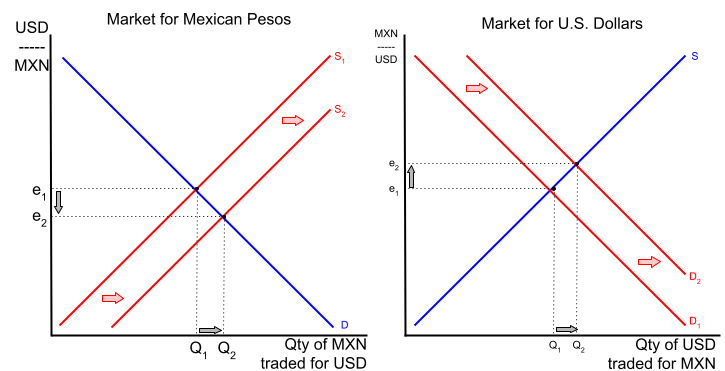 Market for Mexican Pesos
USD
-----
MXN
S1
S2
e1
e2
D
Q1 Q2
Qty of MXN
traded for USD
Market for U.S. Dollars
MXN
-----
USD
S
e2
e1
D2
D1
Q1 Q2
Qty of USD
traded for MXN